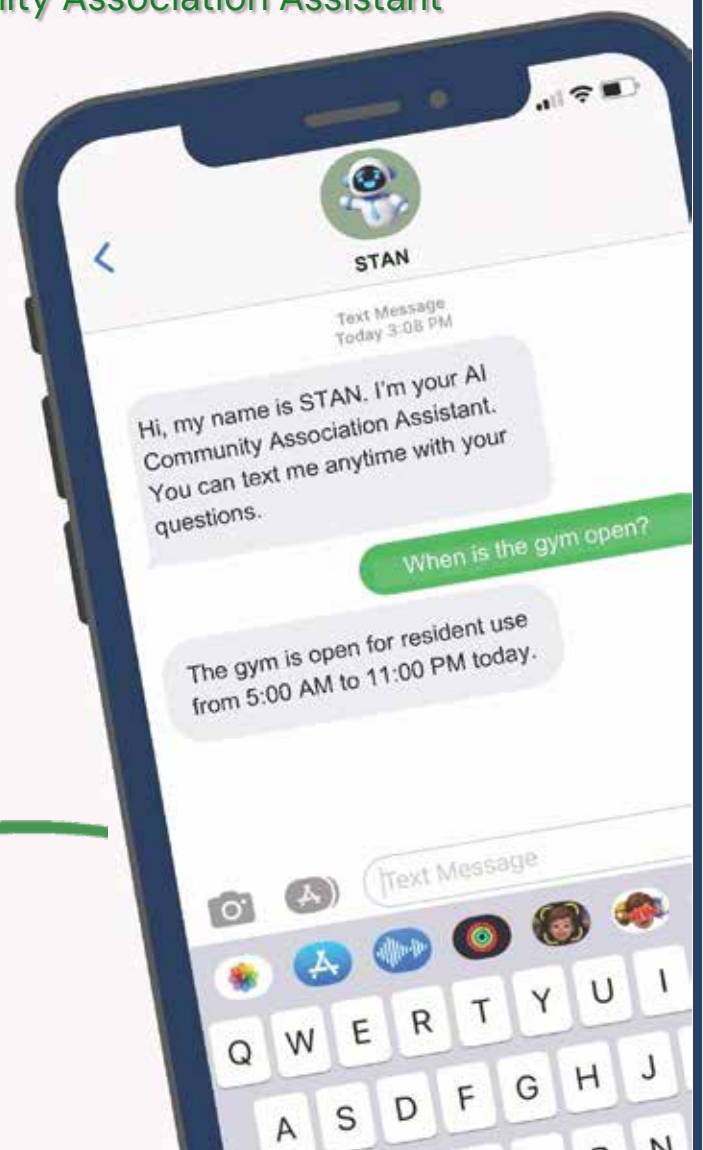 ity Association Assistant
STAN
Text Message
Today 3:08 PM
Hi, my name is STAN. I'm your AI
Community Association Assistant.
You can text me anytime with your
questions.
When is the gym open?
The gym is open for resident use
from 5:00 AM to 11:00 PM today.
Text Message
Q W E R T Y U I
A S D F G H J
N